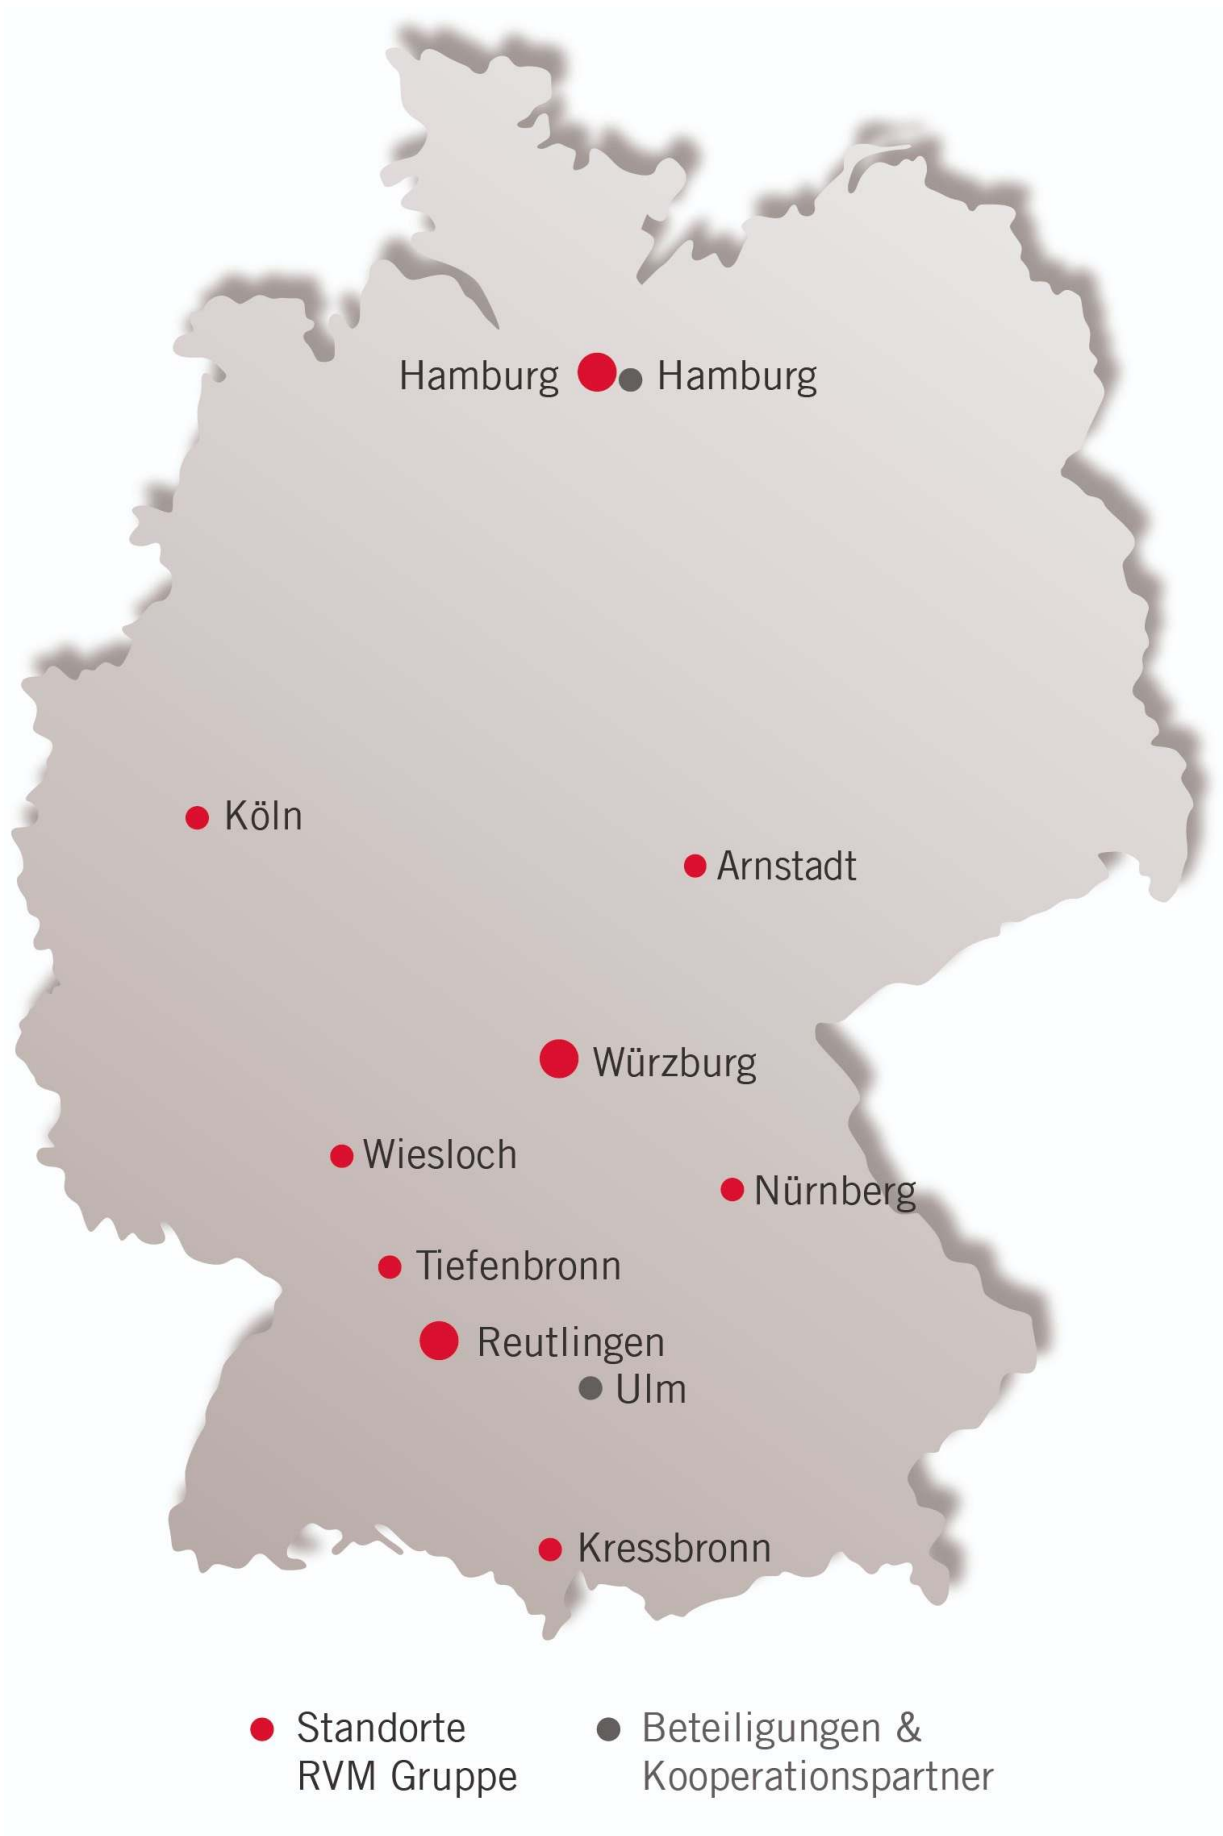 Hamburg
Hamburg
Köln
Arnstadt
Würzburg
Wiesloch
Nürnberg
Tiefenbronn
Reutlingen
Ulm
Kressbronn
Standorte
RVM Gruppe
Beteiligungen &
Kooperationspartner